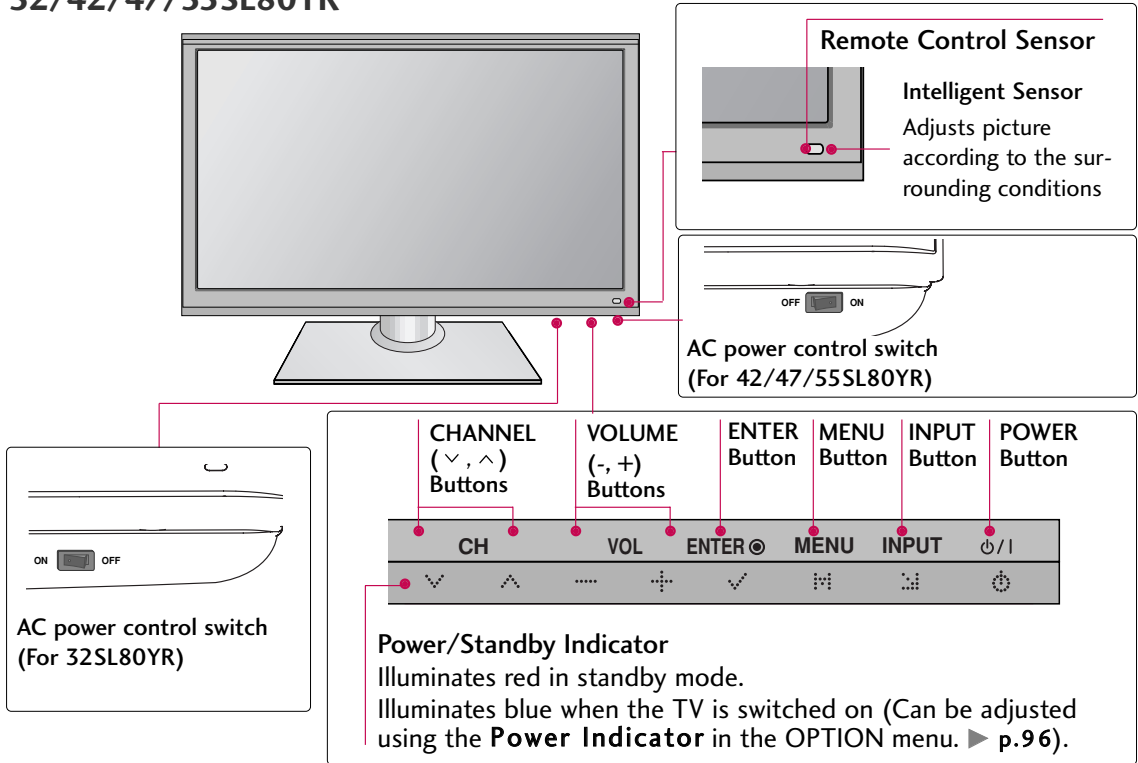 32/42/47/55SL80YR
Remote Control Sensor
Intelligent Sensor
Adjusts picture
according to the sur-
rounding conditions
OFF ON
AC power control switch
(For 42/47/55SL80YR)
CHANNEL
(﹀, ︿)
Buttons
VOLUME
(-, +)
Buttons
ENTER
Button
MENU
Button
INPUT
Button
POWER
Button
CH VOL ENTER MENU INPUT /I
ON OFF
AC power control switch
(For 32SL80YR)
Power/Standby Indicator
Illuminates red in standby mode.
Illuminates blue when the TV is switched on (Can be adjusted
using the Power Indicator in the OPTION menu. ▶ p.96).